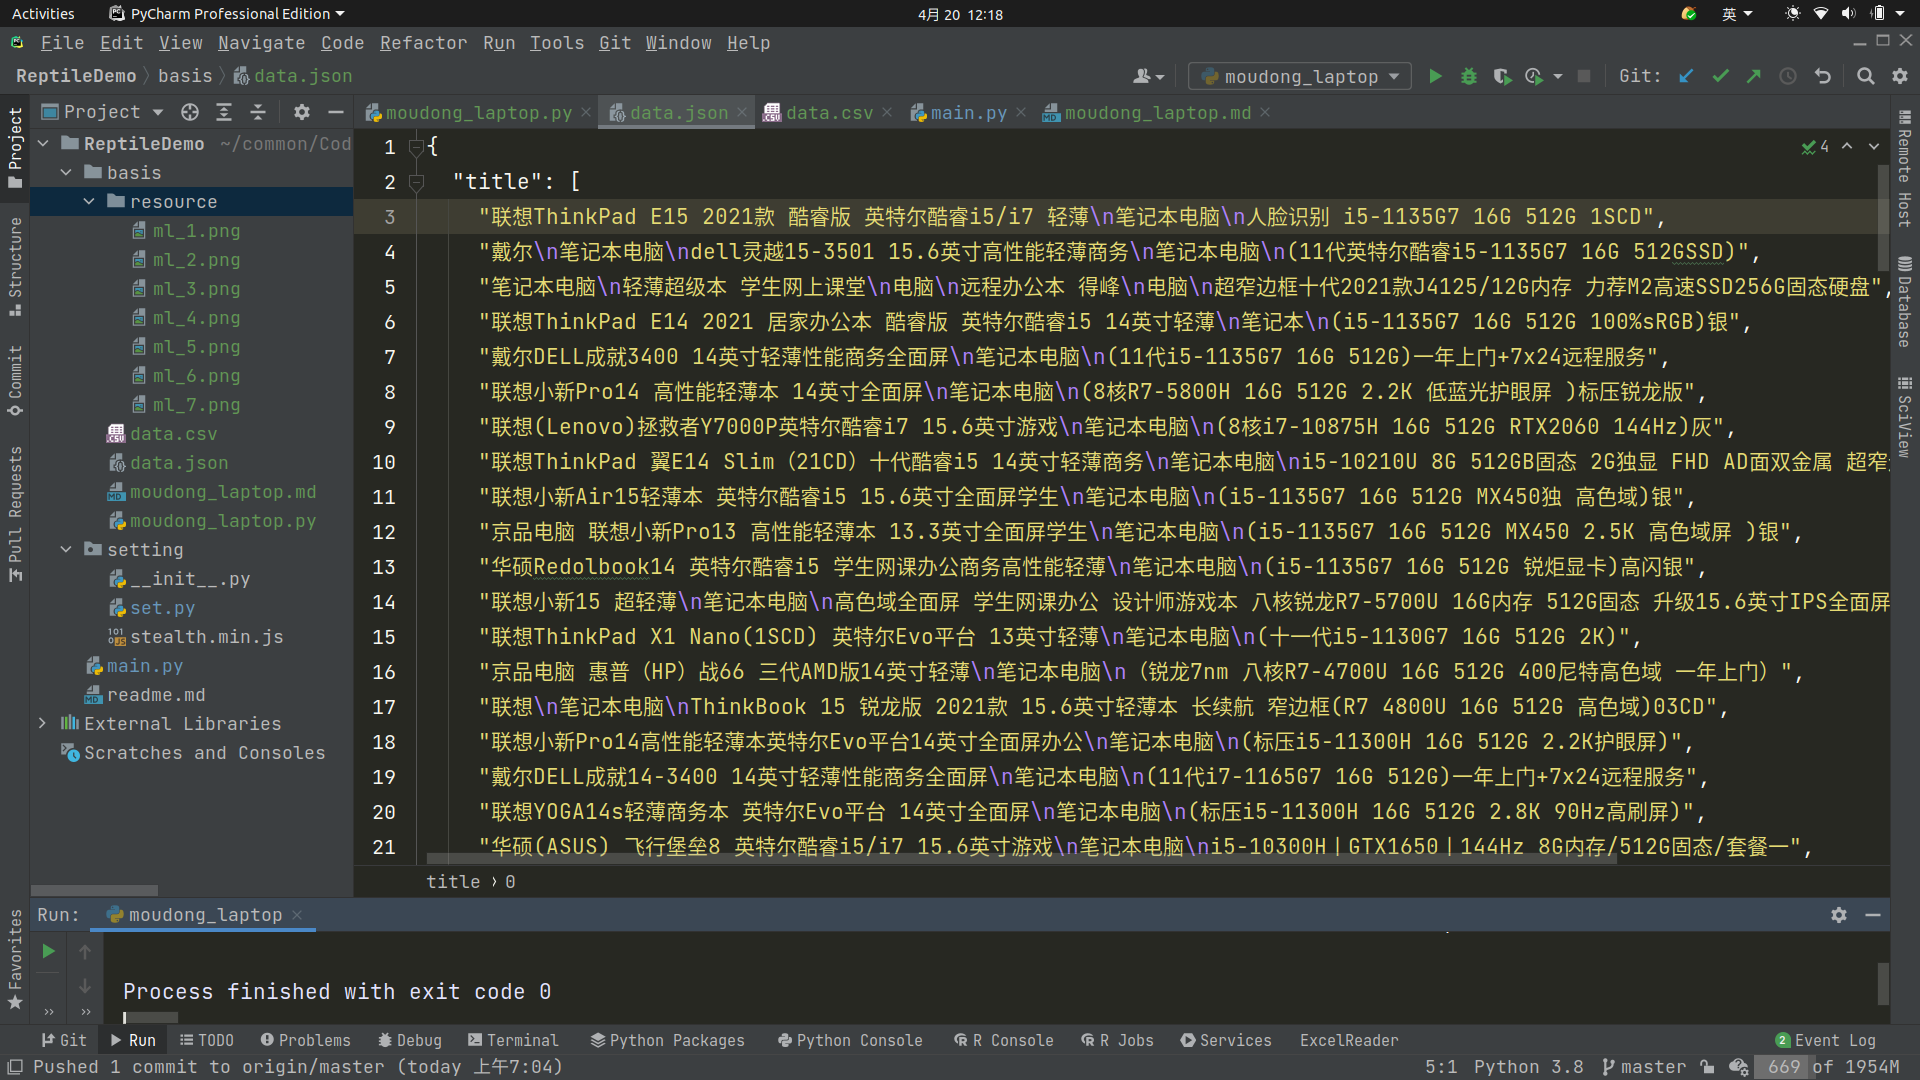 Activities PyCharm Professional Edition 4月 20 12:18 英
File Edit View Navigate Code Refactor Run Tools Git Window Help
ReptileDemo basis data.json moudong_laptop Git:
Project moudong_laptop.py data.json data.csv main.py moudong_laptop.md
ReptileDemo ~/common/Cod
basis
resource
ml_1.png
ml_2.png
ml_3.png
ml_4.png
ml_5.png
ml_6.png
ml_7.png
data.csv
data.json
moudong_laptop.md
moudong_laptop.py
setting
__init__.py
set.py
stealth.min.js
main.py
readme.md
External Libraries
Scratches and Consoles
Project
Structure
Commit
Pull Requests
Favorites
1 {
4
2 "title": [
3 "联想ThinkPad E15 2021款 酷睿版 英特尔酷睿i5/i7 轻薄\n笔记本电脑\n人脸识别 i5-1135G7 16G 512G 1SCD",
4 "戴尔\n笔记本电脑\ndell灵越15-3501 15.6英寸高性能轻薄商务\n笔记本电脑\n(11代英特尔酷睿i5-1135G7 16G 512GSSD)",
5 "笔记本电脑\n轻薄超级本 学生网上课堂\n电脑\n远程办公本 得峰\n电脑\n超窄边框十代2021款J4125/12G内存 力荐M2高速SSD256G固态硬盘",
6 "联想ThinkPad E14 2021 居家办公本 酷睿版 英特尔酷睿i5 14英寸轻薄\n笔记本\n(i5-1135G7 16G 512G 100%sRGB)银",
7 "戴尔DELL成就3400 14英寸轻薄性能商务全面屏\n笔记本电脑\n(11代i5-1135G7 16G 512G)一年上门+7x24远程服务",
8 "联想小新Pro14 高性能轻薄本 14英寸全面屏\n笔记本电脑\n(8核R7-5800H 16G 512G 2.2K 低蓝光护眼屏 )标压锐龙版",
9 "联想(Lenovo)拯救者Y7000P英特尔酷睿i7 15.6英寸游戏\n笔记本电脑\n(8核i7-10875H 16G 512G RTX2060 144Hz)灰",
10 "联想ThinkPad 翼E14 Slim（21CD）十代酷睿i5 14英寸轻薄商务\n笔记本电脑\ni5-10210U 8G 512GB固态 2G独显 FHD AD面双金属 超窄
11 "联想小新Air15轻薄本 英特尔酷睿i5 15.6英寸全面屏学生\n笔记本电脑\n(i5-1135G7 16G 512G MX450独 高色域)银",
12 "京品电脑 联想小新Pro13 高性能轻薄本 13.3英寸全面屏学生\n笔记本电脑\n(i5-1135G7 16G 512G MX450 2.5K 高色域屏 )银",
13 "华硕Redolbook14 英特尔酷睿i5 学生网课办公商务高性能轻薄\n笔记本电脑\n(i5-1135G7 16G 512G 锐炬显卡)高闪银",
14 "联想小新15 超轻薄\n笔记本电脑\n高色域全面屏 学生网课办公 设计师游戏本 八核锐龙R7-5700U 16G内存 512G固态 升级15.6英寸IPS全面屏
15 "联想ThinkPad X1 Nano(1SCD) 英特尔Evo平台 13英寸轻薄\n笔记本电脑\n(十一代i5-1130G7 16G 512G 2K)",
16 "京品电脑 惠普（HP）战66 三代AMD版14英寸轻薄\n笔记本电脑\n（锐龙7nm 八核R7-4700U 16G 512G 400尼特高色域 一年上门）",
17 "联想\n笔记本电脑\nThinkBook 15 锐龙版 2021款 15.6英寸轻薄本 长续航 窄边框(R7 4800U 16G 512G 高色域)03CD",
18 "联想小新Pro14高性能轻薄本英特尔Evo平台14英寸全面屏办公\n笔记本电脑\n(标压i5-11300H 16G 512G 2.2K护眼屏)",
19 "戴尔DELL成就14-3400 14英寸轻薄性能商务全面屏\n笔记本电脑\n(11代i7-1165G7 16G 512G)一年上门+7x24远程服务",
20 "联想YOGA14s轻薄商务本 英特尔Evo平台 14英寸全面屏\n笔记本电脑\n(标压i5-11300H 16G 512G 2.8K 90Hz高刷屏)",
21 "华硕(ASUS) 飞行堡垒8 英特尔酷睿i5/i7 15.6英寸游戏\n笔记本电脑\ni5-10300H丨GTX1650丨144Hz 8G内存/512G固态/套餐一",
title › 0
Remote Host
Database
SciView
Run: moudong_laptop
Process finished with exit code 0
Git Run TODO Problems Debug Terminal Python Packages Python Console R Console R Jobs Services ExcelReader 2 Event Log
Pushed 1 commit to origin/master (today 上午7:04) 5:1 Python 3.8 master 669 of 1954M